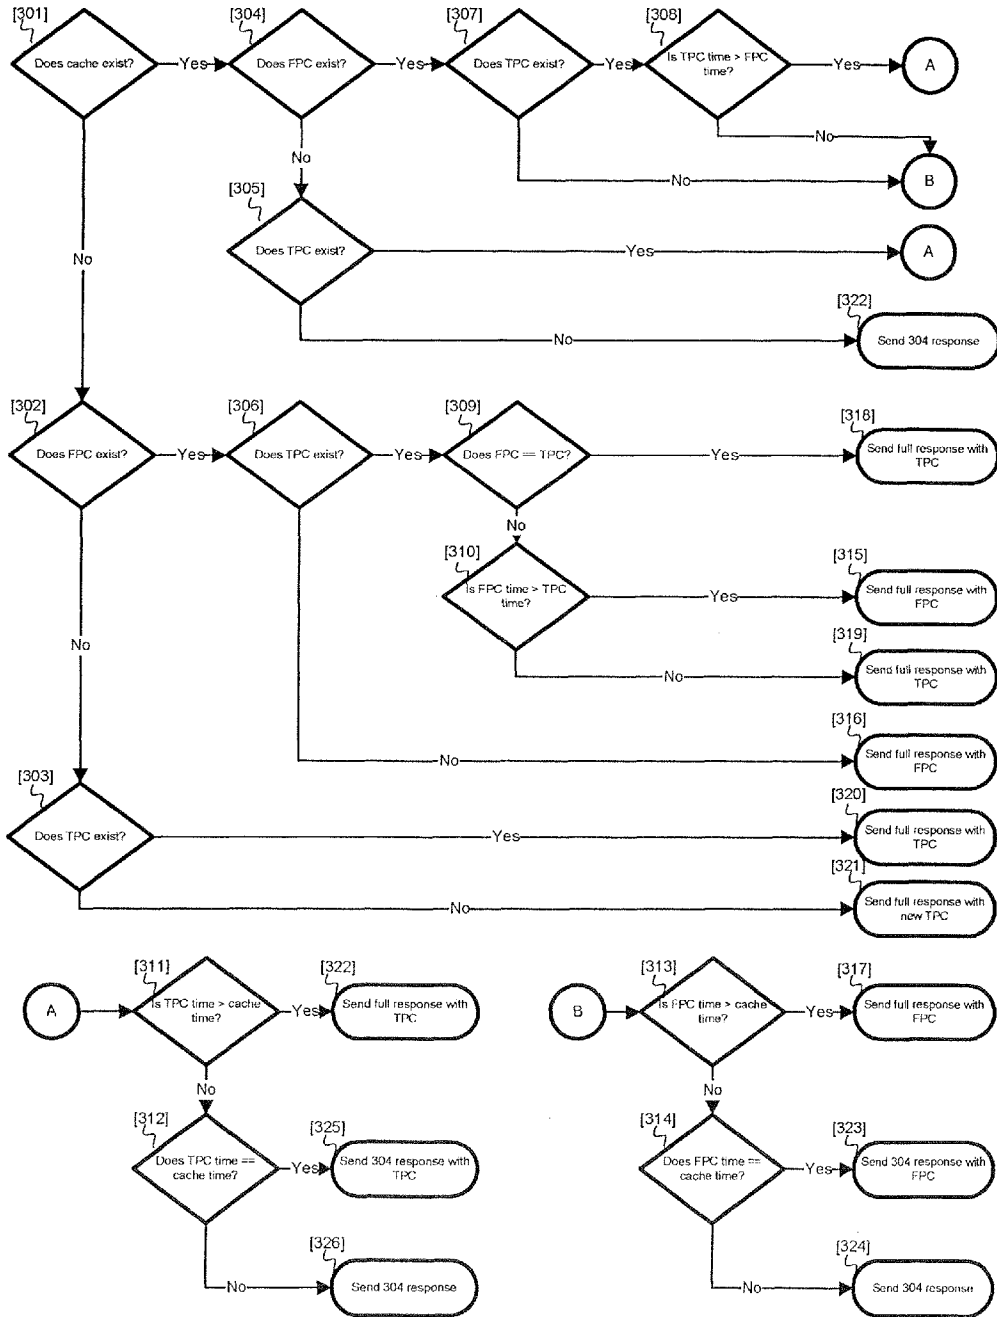 [301]
Does cache exist?
Yes
[304]
Does FPC exist?
Yes
[307]
Does TPC exist?
Yes
[308]
Is TPC time > FPC
time?
Yes
A
No
B
No
No
[305]
Does TPC exist?
Yes
A
No
[322]
Send 304 response
No
[302]
Does FPC exist?
Yes
[306]
Does TPC exist?
Yes
[309]
Does FPC == TPC?
Yes
[318]
Send full response with
TPC
No
[310]
Is FPC time > TPC
time?
Yes
[315]
Send full response with
FPC
No
[319]
Send full response with
TPC
No
[316]
Send full response with
FPC
No
[303]
Does TPC exist?
Yes
[320]
Send full response with
TPC
No
[321]
Send full response with
new TPC
A
[311]
Is TPC time > cache
time?
Yes
[322]
Send full response with
TPC
No
[312]
Does TPC time ==
cache time?
Yes
[325]
Send 304 response with
TPC
No
[326]
Send 304 response
B
[313]
Is FPC time > cache
time?
Yes
[317]
Send full response with
FPC
No
[314]
Does FPC time ==
cache time?
Yes
[323]
Send 304 response with
FPC
No
[324]
Send 304 response